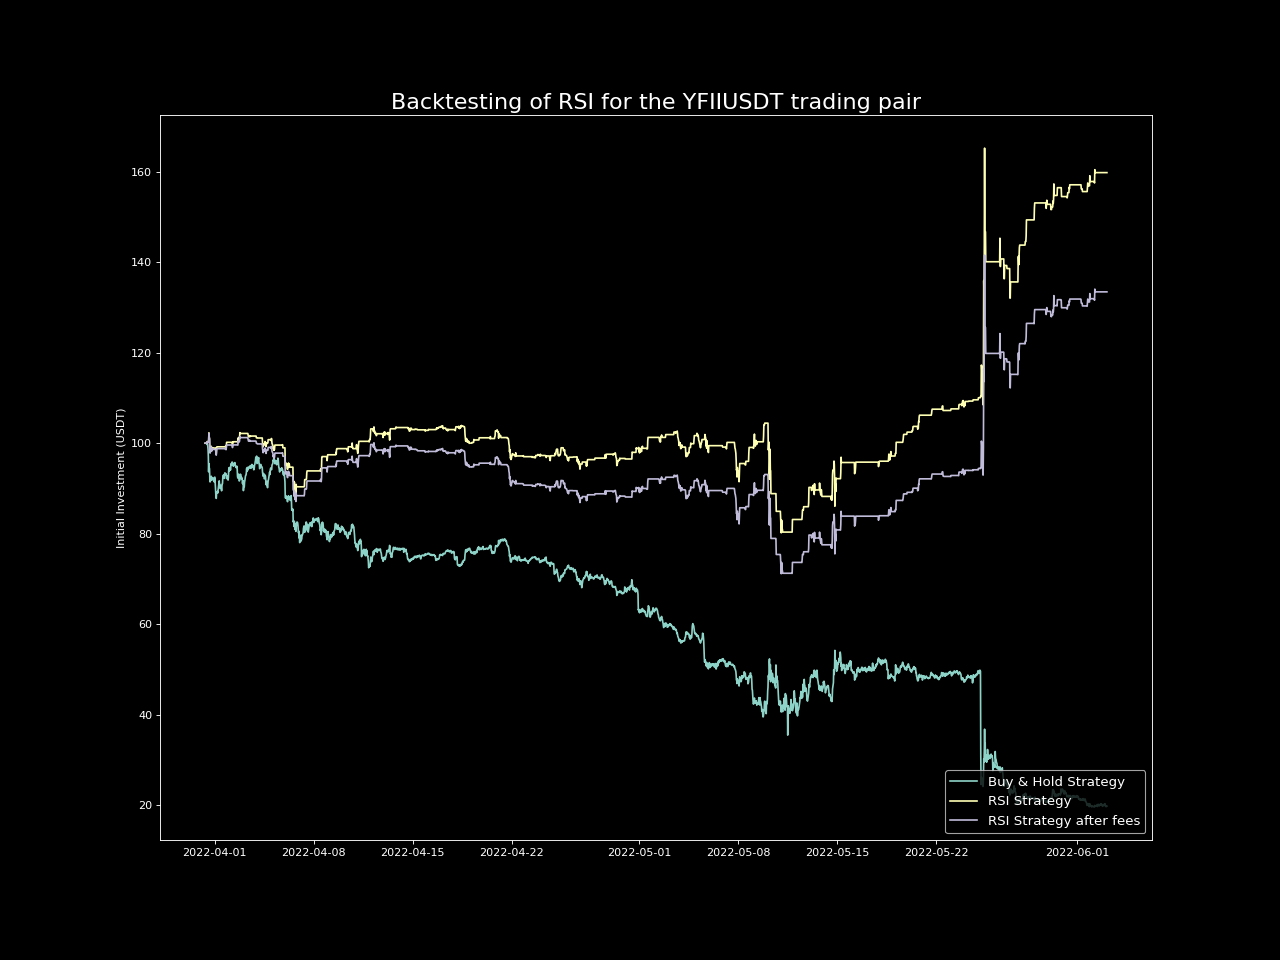 Backtesting of RSI for the YFIIUSDT trading pair
Initial Investment (USDT)
160
140
120
100
80
60
40
20
Buy & Hold Strategy
RSI Strategy
RSI Strategy after fees
2022-04-01 2022-04-08 2022-04-15 2022-04-22 2022-05-01 2022-05-08 2022-05-15 2022-05-22 2022-06-01